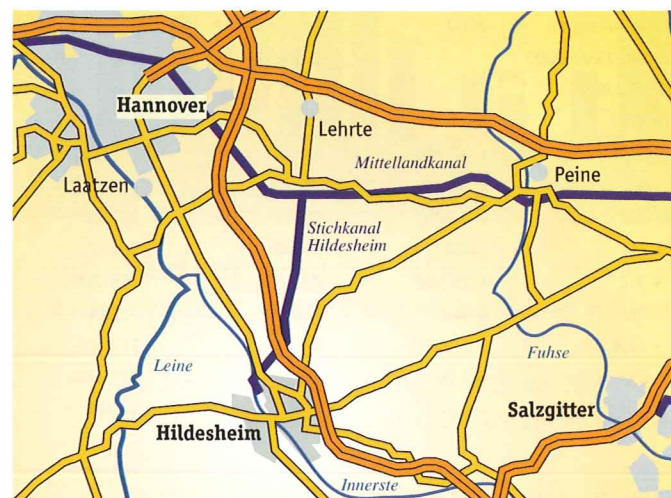 Hannover
Lehrte
Mittellandkanal
Peine
Laatzen
Stichkanal
Hildesheim
Leine
Fuhse
Salzgitter
Hildesheim
Innerste